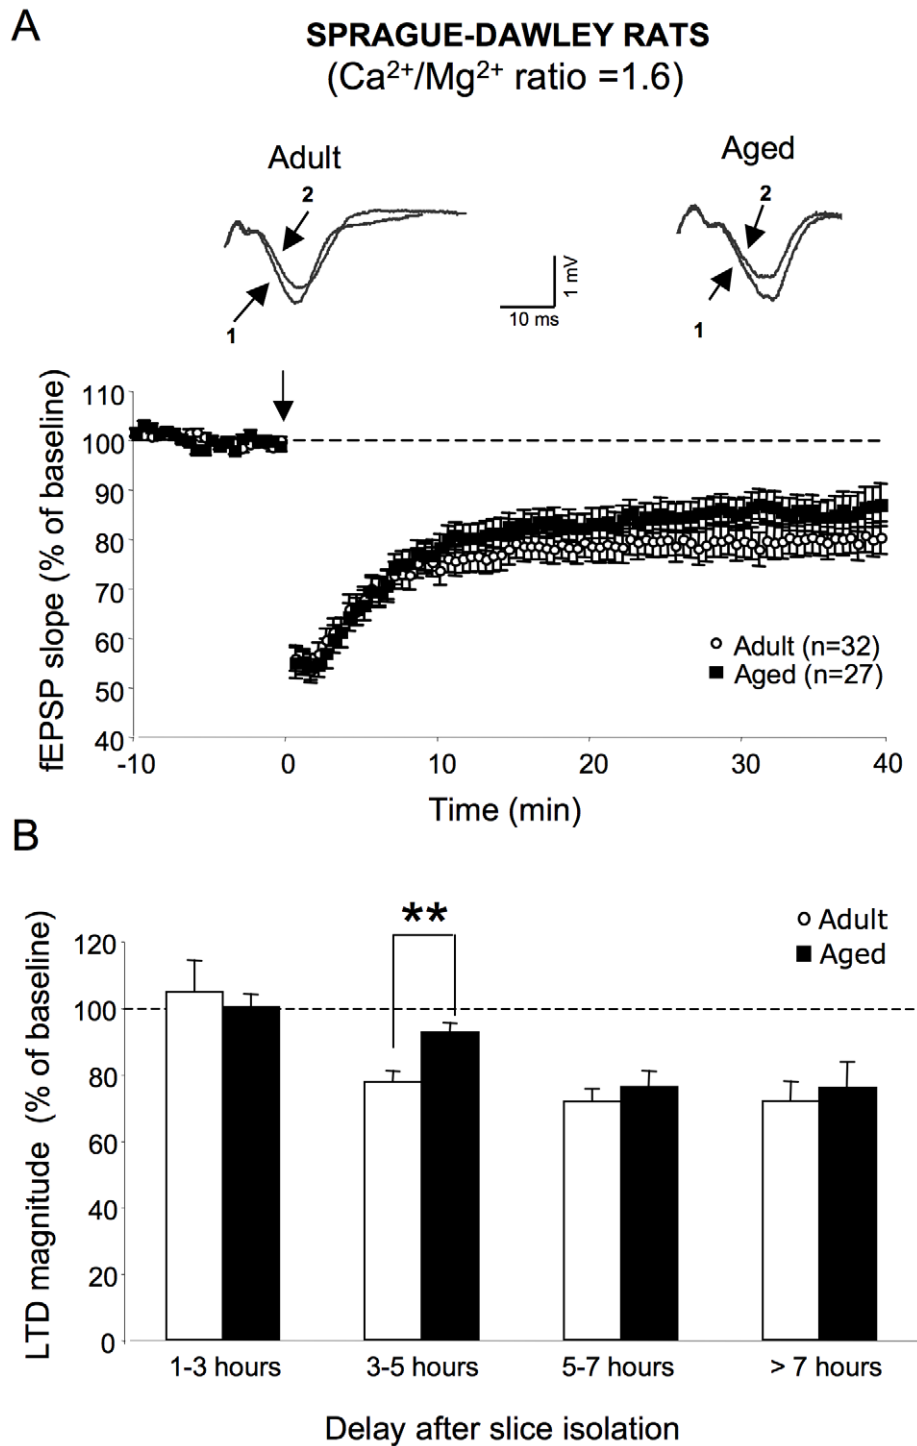 A
SPRAGUE-DAWLEY RATS
(Ca²⁺/Mg²⁺ ratio =1.6)
Adult
Aged
2
2
1
1
1 mV
10 ms
fEPSP slope (% of baseline)
110
100
90
80
70
60
50
40
Adult (n=32)
Aged (n=27)
-10
0
10
20
30
40
Time (min)
B
LTD magnitude (% of baseline)
**
Adult
Aged
120
100
80
60
40
20
0
1-3 hours
3-5 hours
5-7 hours
> 7 hours
Delay after slice isolation